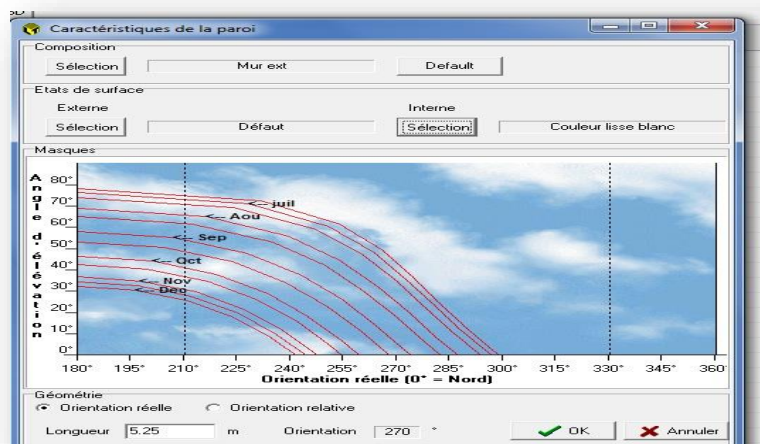 Caractéristiques de la paroi
Composition
Sélection Mur ext Default
Etats de surface
Externe Interne
Sélection Défaut Sélection Couleur lisse blanc
Masques
Angle d'élévation
80°
70°
60°
50°
40°
30°
20°
10°
0°
<- juil
<- Aou
<- Sep
<- Oct
<- Nov
<- Dec
180° 195° 210° 225° 240° 255° 270° 285° 300° 315° 330° 345° 360
Orientation réelle (0° = Nord)
Géométrie
Orientation réelle Orientation relative
Longueur 5.25 m Orientation 270 ° OK Annuler